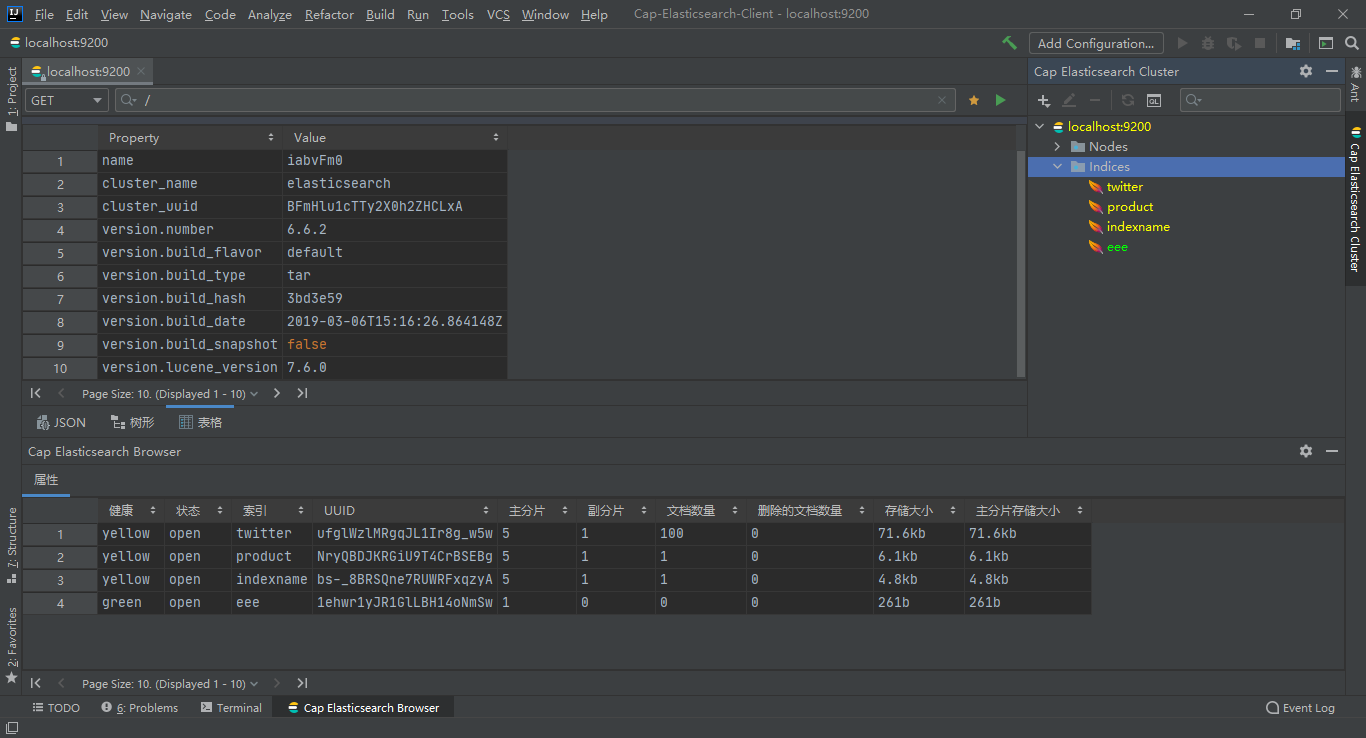 File Edit View Navigate Code Analyze Refactor Build Run Tools VCS Window Help Cap-Elasticsearch-Client - localhost:9200
localhost:9200
Add Configuration...
1: Project
localhost:9200
GET
/
Property Value
1 name iabvFm0
2 cluster_name elasticsearch
3 cluster_uuid BFmHlu1cTTy2X0h2ZHCLxA
4 version.number 6.6.2
5 version.build_flavor default
6 version.build_type tar
7 version.build_hash 3bd3e59
8 version.build_date 2019-03-06T15:16:26.864148Z
9 version.build_snapshot false
10 version.lucene_version 7.6.0
Page Size: 10. (Displayed 1 - 10)
JSON 树形 表格
Cap Elasticsearch Cluster
QL
localhost:9200
Nodes
Indices
twitter
product
indexname
eee
Ant
Cap Elasticsearch Cluster
Cap Elasticsearch Browser
属性
健康 状态 索引 UUID 主分片 副分片 文档数量 删除的文档数量 存储大小 主分片存储大小
1 yellow open twitter ufglWzlMRgqJL1Ir8g_w5w 5 1 100 0 71.6kb 71.6kb
2 yellow open product NryQBDJKRGiU9T4CrBSEBg 5 1 1 0 6.1kb 6.1kb
3 yellow open indexname bs-_8BRSQne7RUWRFxqzyA 5 1 1 0 4.8kb 4.8kb
4 green open eee 1ehwr1yJR1GlLBH14oNmSw 1 0 0 0 261b 261b
7: Structure
2: Favorites
Page Size: 10. (Displayed 1 - 10)
TODO 6: Problems Terminal Cap Elasticsearch Browser Event Log